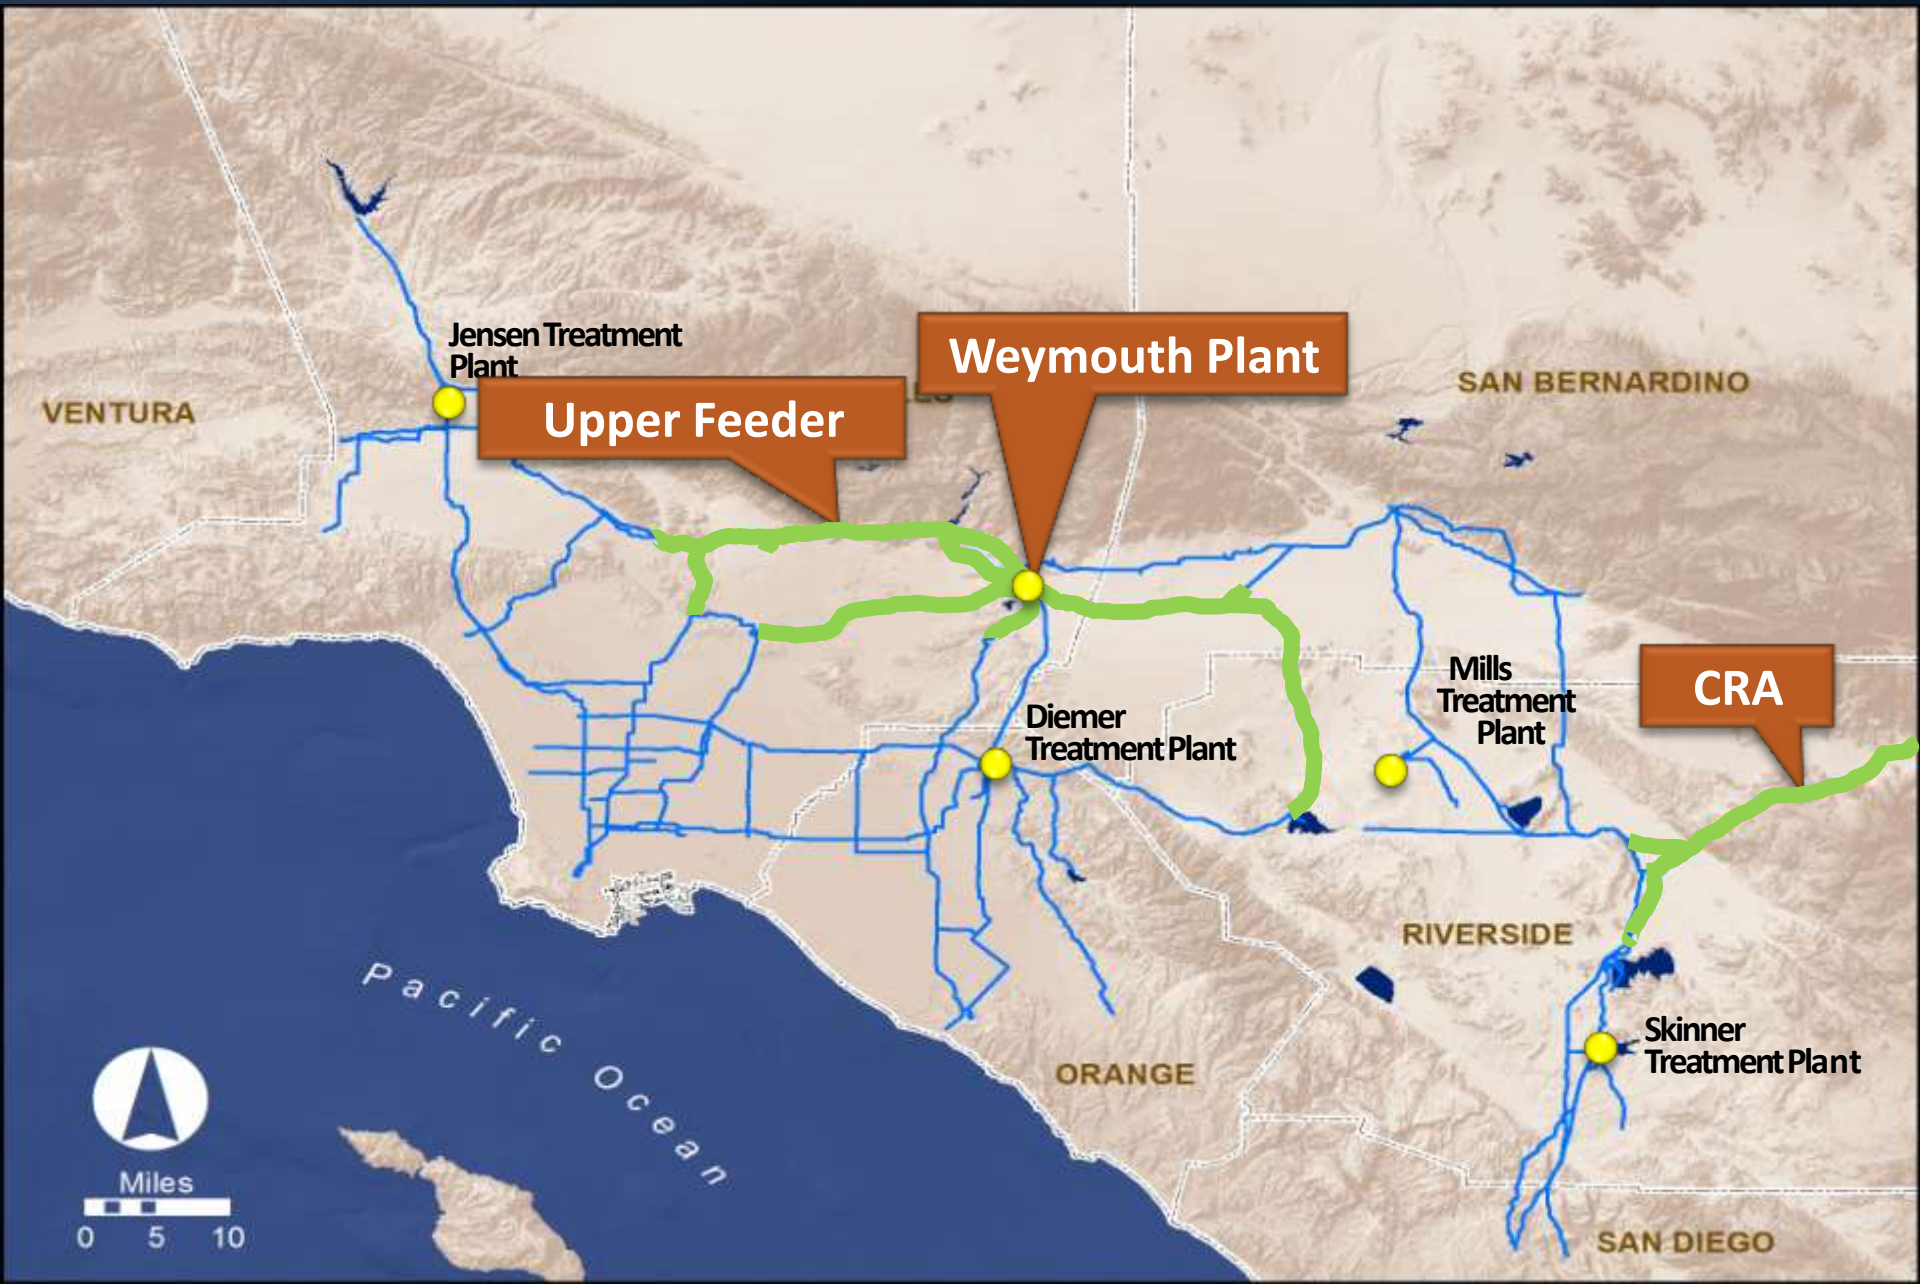 Jensen Treatment
Plant
Weymouth Plant
SAN BERNARDINO
VENTURA
Upper Feeder
LES
Mills
Treatment
Plant
CRA
Diemer
Treatment Plant
RIVERSIDE
Pacific Ocean
Skinner
Treatment Plant
ORANGE
Miles
0 5 10
SAN DIEGO